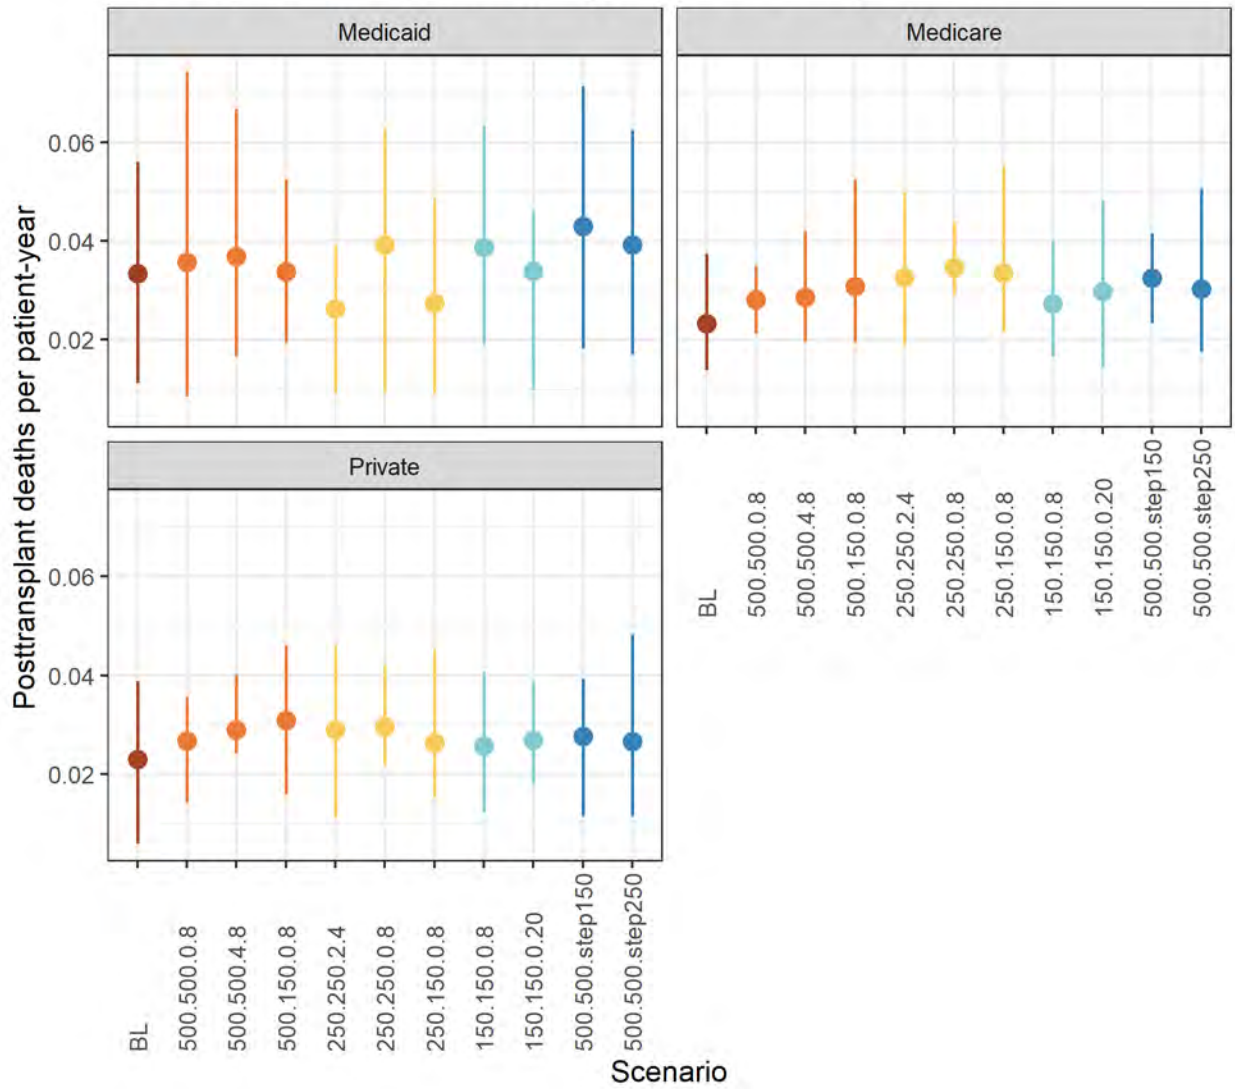 Medicaid
Medicare
Posttransplant deaths per patient-year
0.06
0.04
0.02
BL
500.500.0.8
500.500.4.8
500.150.0.8
250.250.2.4
250.250.0.8
250.150.0.8
150.150.0.8
150.150.0.20
500.500.step150
500.500.step250
Private
0.06
0.04
0.02
BL
500.500.0.8
500.500.4.8
500.150.0.8
250.250.2.4
250.250.0.8
250.150.0.8
150.150.0.8
150.150.0.20
500.500.step150
500.500.step250
Scenario